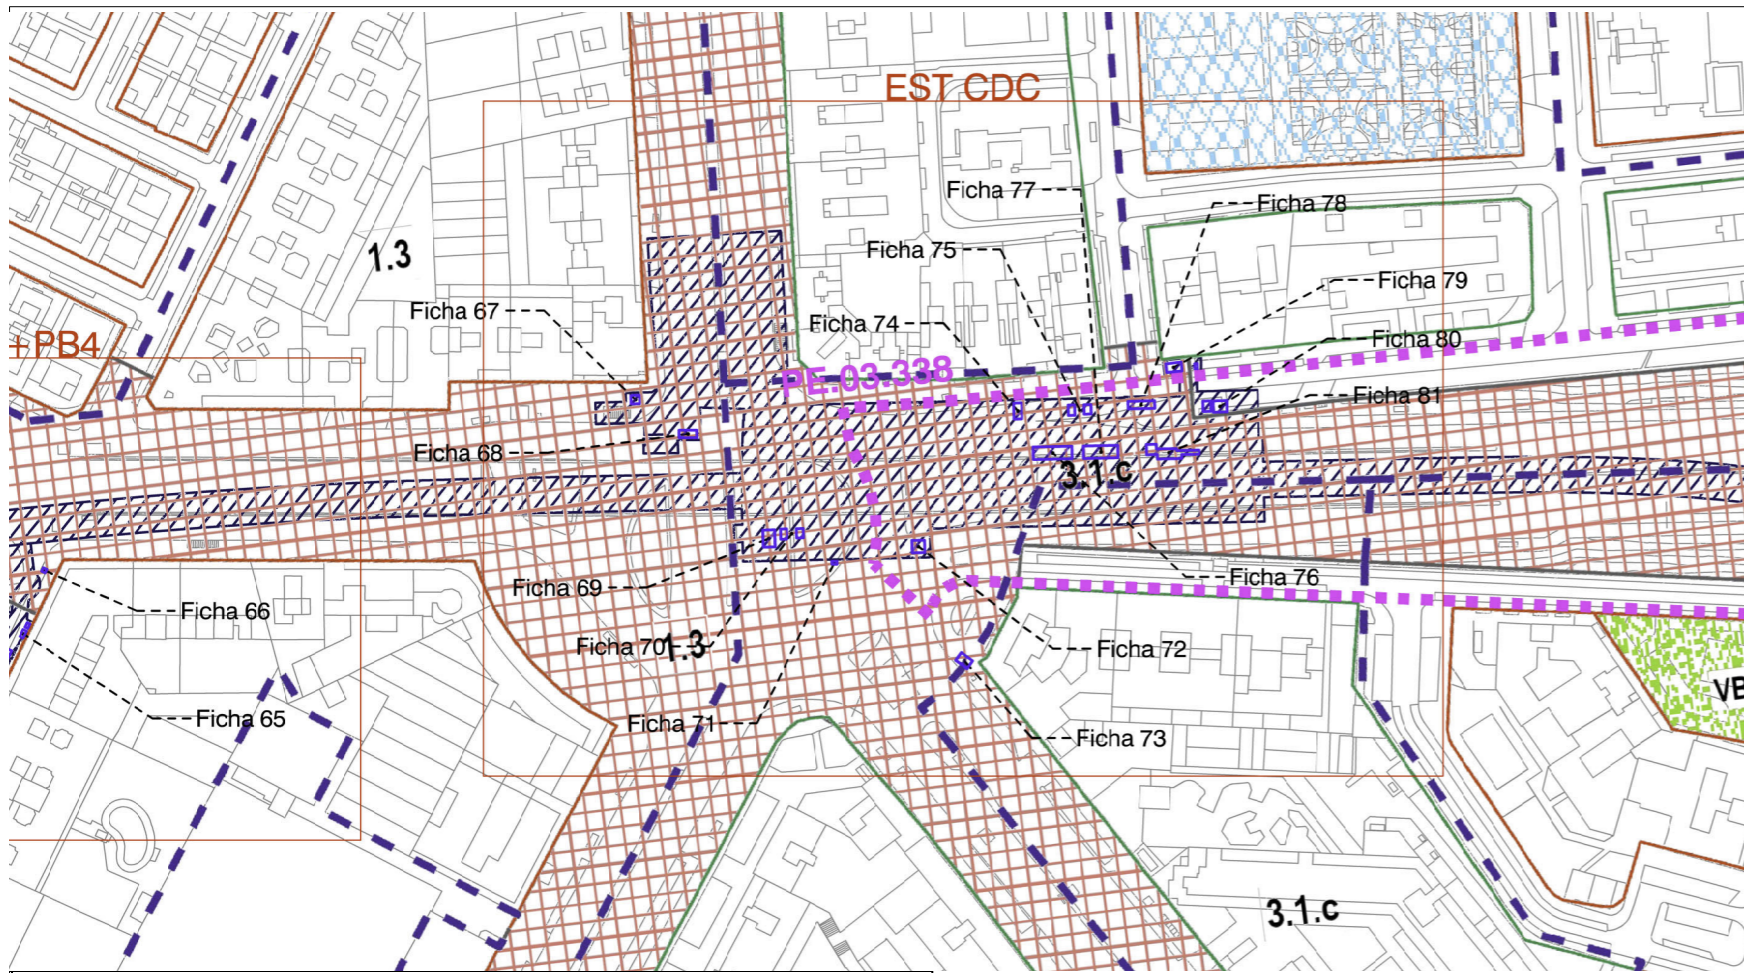 EST CDC
Ficha 77
Ficha 78
1.3
Ficha 75
Ficha 79
Ficha 67
Ficha 74
+PB4
Ficha 80
PE.03.338
Ficha 81
Ficha 68
3.1.c
Ficha 76
Ficha 69
Ficha 66
Ficha 70
1.3
Ficha 72
VB
Ficha 65
Ficha 71
Ficha 73
3.1.c